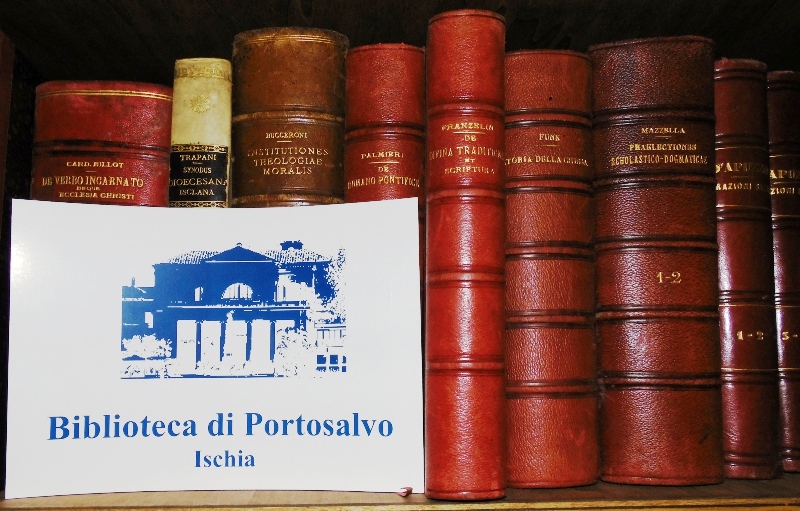 CARD. BILLOT
DE VERBO INCARNATO
DEQUE
ECCLESIA CHRISTI
TRAPANI
SYNODUS
DIOECESANA
ISCLANA
BUCCERONI
INSTITUTIONES
THEOLOGIAE
MORALIS
PALMIERI
DE
ROMANO PONTIFICE
FRANZELIN
DE
DIVINA TRADITIONE
ET
SCRIPTURA
FUNK
STORIA DELLA CHIESA
MAZZELLA
PRAELECTIONES
SCHOLASTICO-DOGMATICAE
1-2
1-2
3-
Biblioteca di Portosalvo
Ischia